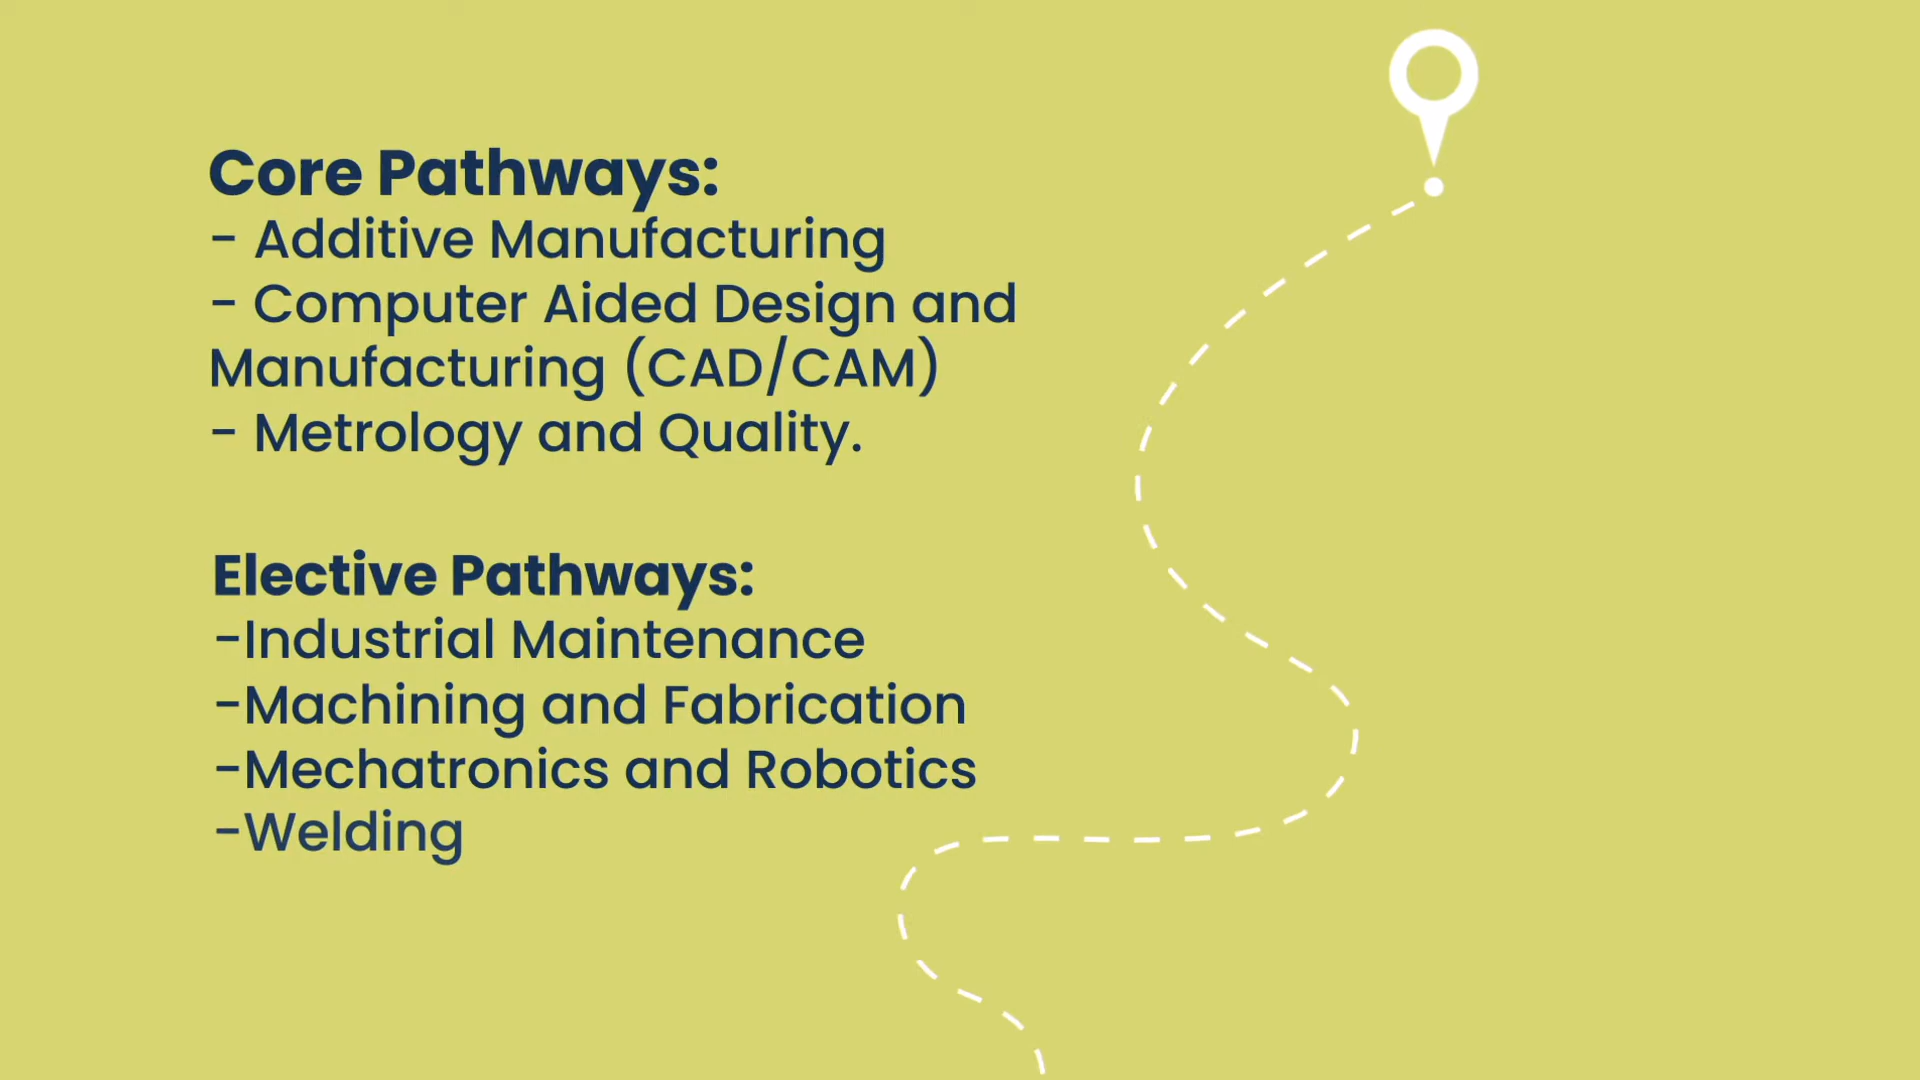 Core Pathways:
- Additive Manufacturing
- Computer Aided Design and
Manufacturing (CAD/CAM)
- Metrology and Quality.
Elective Pathways:
-Industrial Maintenance
-Machining and Fabrication
-Mechatronics and Robotics
-Welding